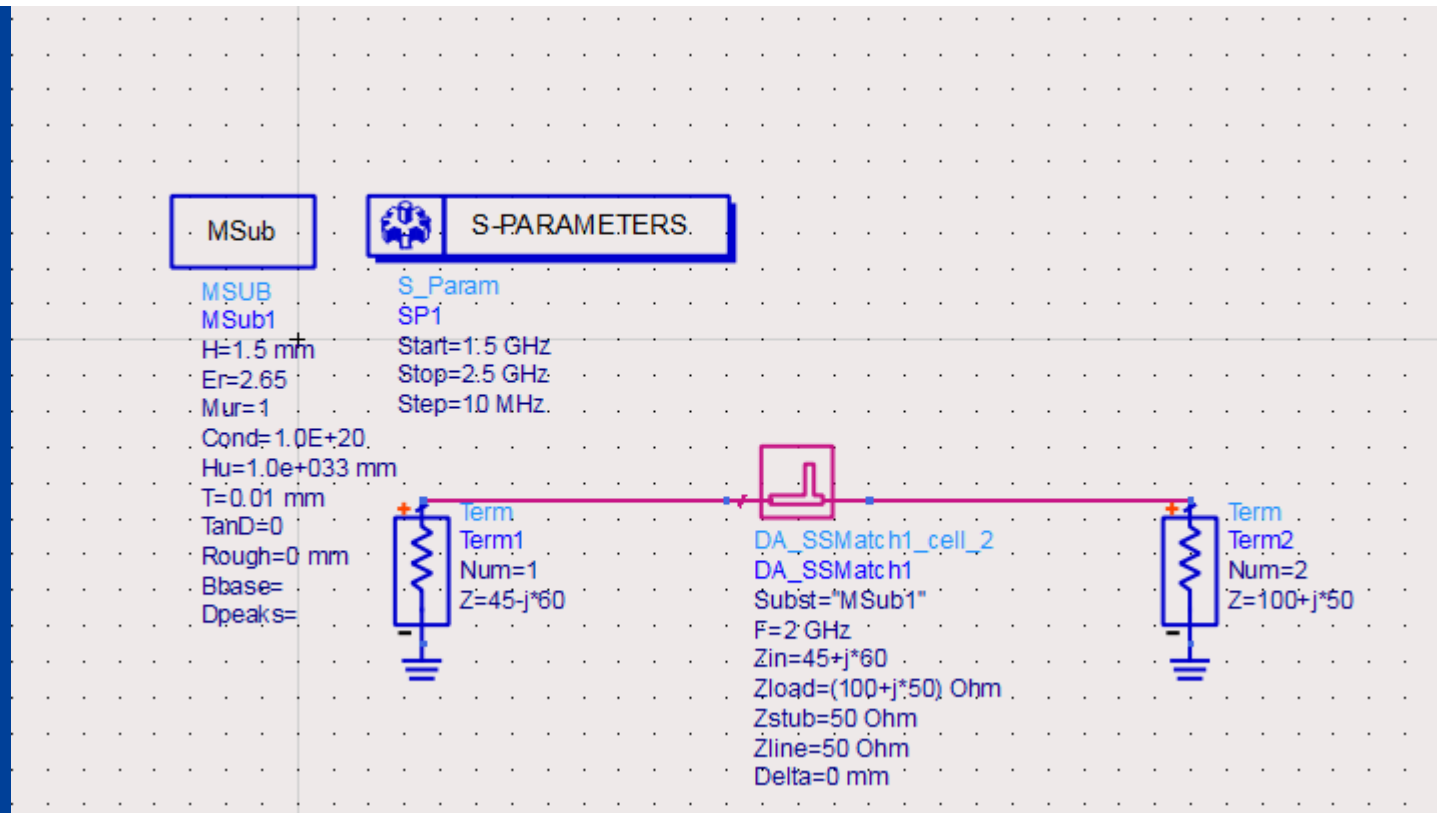 MSub
MSUB
MSub1
H=1.5 mm
Er=2.65
Mur=1
Cond=1.0E+20
Hu=1.0e+033 mm
T=0.01 mm
TanD=0
Rough=0 mm
Bbase=
Dpeaks=
S-PARAMETERS
S_Param
SP1
Start=1.5 GHz
Stop=2.5 GHz
Step=10 MHz
+
Term
Term1
Num=1
Z=45-j*60
-
DA_SSMatch1_cell_2
DA_SSMatch1
Subst="MSub1"
F=2 GHz
Zin=45+j*60
Zload=(100+j*50) Ohm
Zstub=50 Ohm
Zline=50 Ohm
Delta=0 mm
+
Term
Term2
Num=2
Z=100+j*50
-